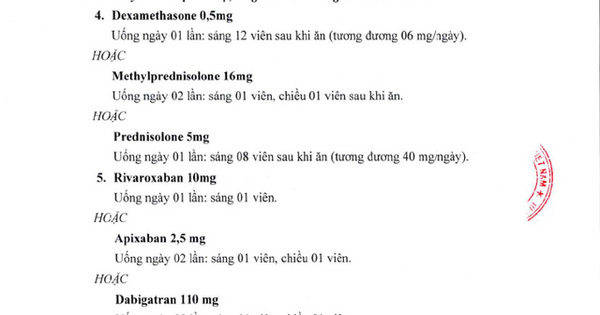 4. Dexamethasone 0,5mg
Uống ngày 01 lần: sáng 12 viên sau khi ăn (tương đương 06 mg/ngày).
HOẶC
Methylprednisolone 16mg
Uống ngày 02 lần: sáng 01 viên, chiều 01 viên sau khi ăn.
HOẶC
Prednisolone 5mg
Uống ngày 01 lần: sáng 08 viên sau khi ăn (tương đương 40 mg/ngày).
5. Rivaroxaban 10mg
Uống ngày 01 lần: sáng 01 viên.
HOẶC
Apixaban 2,5 mg
Uống ngày 02 lần: sáng 01 viên, chiều 01 viên.
HOẶC
Dabigatran 110 mg
NAM